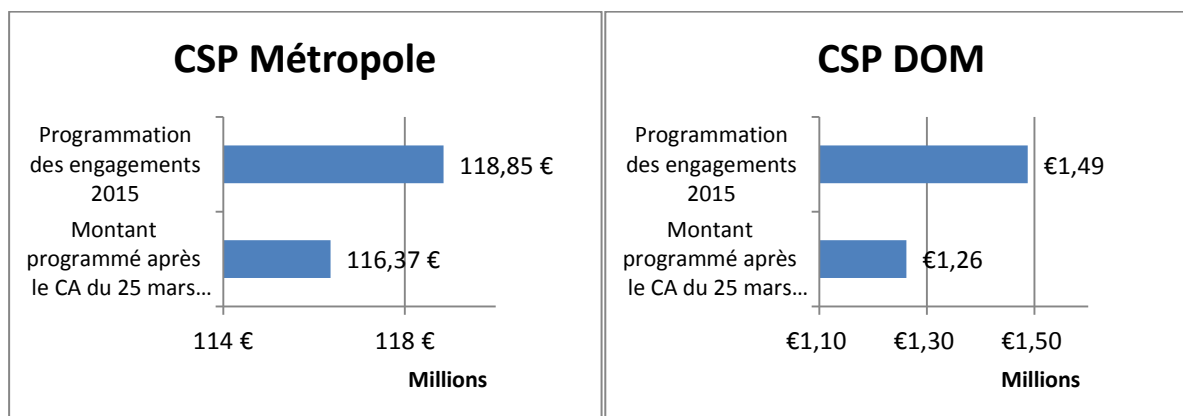 CSP Métropole
Programmation
des engagements
2015
118,85 €
Montant
programmé après
le CA du 25 mars...
116,37 €
114 €
118 €
Millions
CSP DOM
Programmation
des engagements
2015
€1,49
Montant
programmé après
le CA du 25 mars...
€1,26
€1,10
€1,30
€1,50
Millions